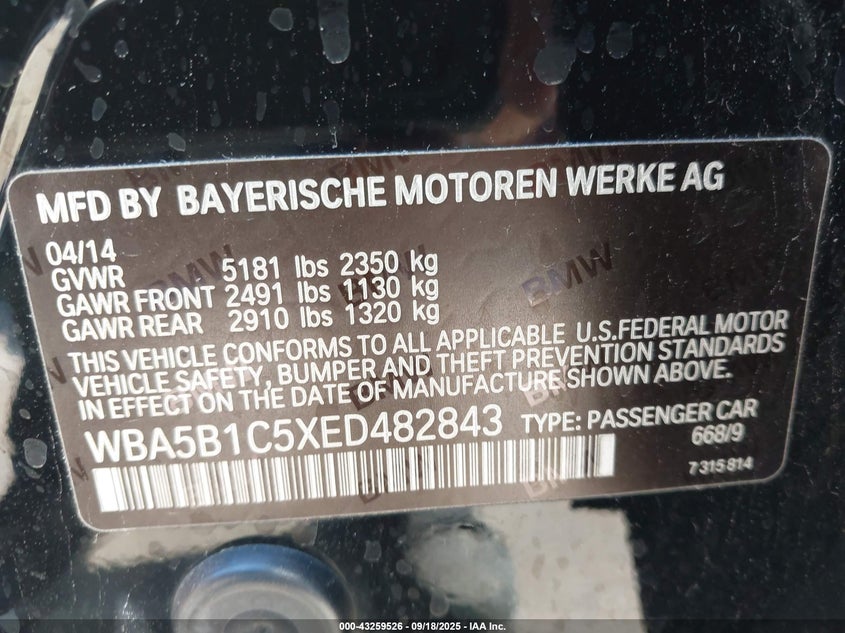 MFD BY BAYERISCHE MOTOREN WERKE AG
04/14
GVWR 5181 lbs 2350 kg
GAWR FRONT 2491 lbs 1130 kg
GAWR REAR 2910 lbs 1320 kg
THIS VEHICLE CONFORMS TO ALL APPLICABLE U.S.FEDERAL MOTOR
VEHICLE SAFETY, BUMPER AND THEFT PREVENTION STANDARDS
IN EFFECT ON THE DATE OF MANUFACTURE SHOWN ABOVE.
WBA5B1C5XED482843 TYPE: PASSENGER CAR
668/9
7 315 814
000-43259526 - 09/18/2025 - IAA Inc.